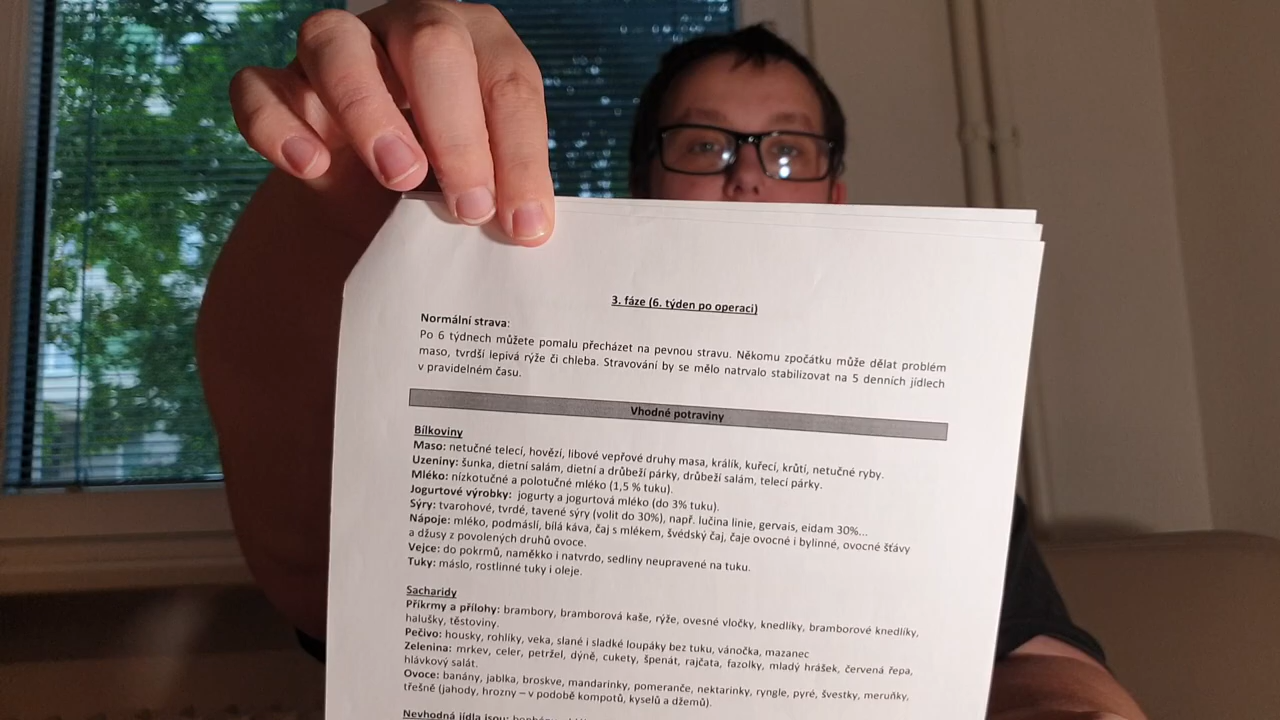 3. fáze (6. týden po operaci)
Normální strava:
Po 6 týdnech můžete pomalu přecházet na pevnou stravu. Někomu zpočátku může dělat problém
maso, tvrdší lepivá rýže či chleba. Stravování by se mělo natrvalo stabilizovat na 5 denních jídlech
v pravidelném čase.
Vhodné potraviny
Bílkoviny
Maso: netučné telecí, hovězí, libové vepřové druhy masa, králík, kuřecí, krůtí, netučné ryby.
Uzeniny: šunka, dietní salám, dietní a drůbeží párky, drůbeží salám, telecí párky.
Mléko: nízkotučné a polotučné mléko (1,5 % tuku).
Jogurtové výrobky: jogurty a jogurtová mléko (do 3% tuku).
Sýry: tvarohové, tvrdé, tavené sýry (volit do 30%), např. lučina linie, gervais, eidam 30%...
Nápoje: mléko, podmáslí, bílá káva, čaj s mlékem, švédský čaj, čaje ovocné i bylinné, ovocné šťávy
a džusy z povolených druhů ovoce.
Vejce: do pokrmů, naměkko i natvrdo, sedliny neupravené na tuku.
Tuky: máslo, rostlinné tuky i oleje.
Sacharidy
Příkrmy a přílohy: brambory, bramborová kaše, rýže, ovesné vločky, knedlíky, bramborové knedlíky,
halušky, těstoviny.
Pečivo: housky, rohlíky, veka, slané i sladké loupáky bez tuku, vánočka, mazanec
Zelenina: mrkev, celer, petržel, dýně, cukety, špenát, rajčata, fazolky, mladý hrášek, červená řepa,
hlávkový salát.
Ovoce: banány, jablka, broskve, mandarinky, pomeranče, nektarinky, ryngle, pyré, švestky, meruňky,
třešně (jahody, hrozny – v podobě kompotů, kyselů a džemů).
Nevhodná jídla jsou: